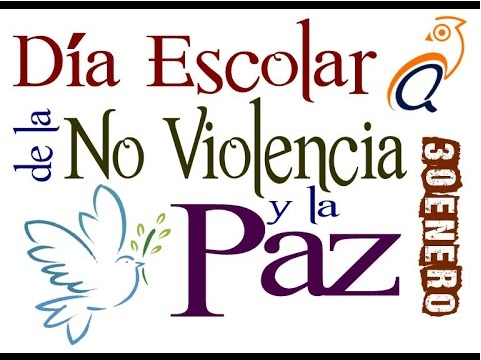 Día Escolar
de la No Violencia
y la
Paz
30ENERO